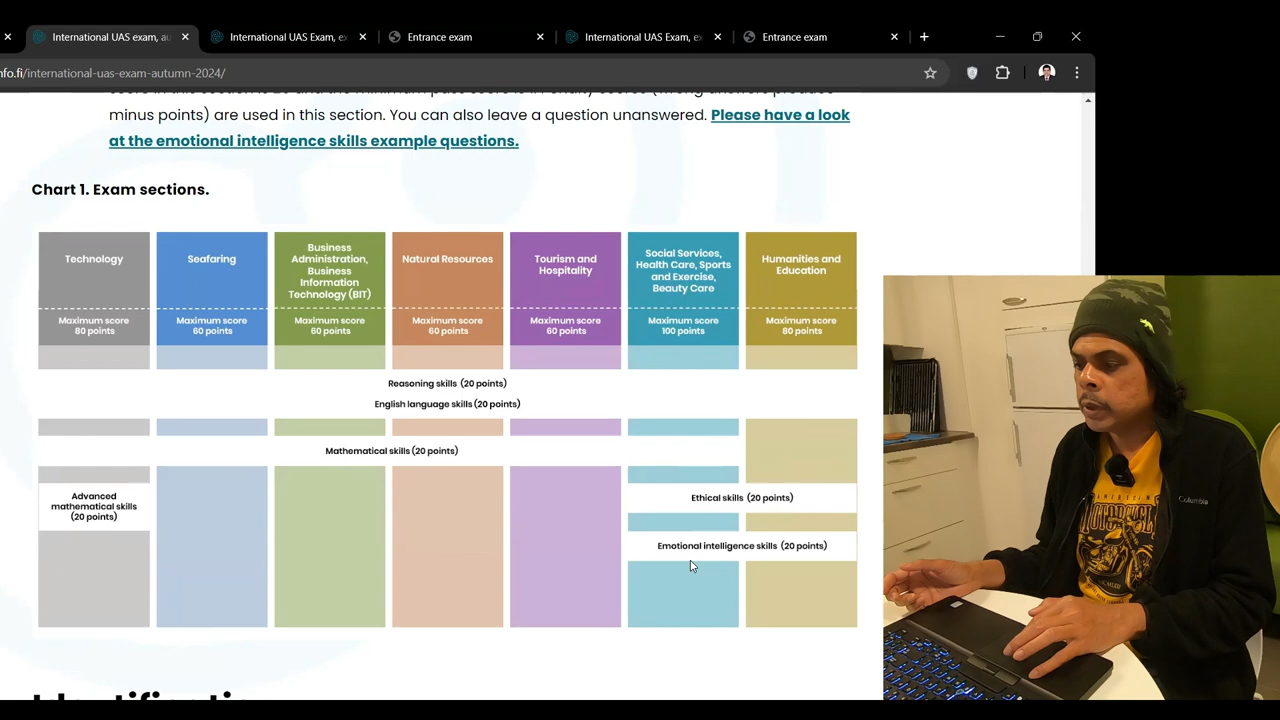 International UAS exam, au
International UAS Exam, ex
Entrance exam
International UAS Exam, ex
Entrance exam
nfo.fi/international-uas-exam-autumn-2024/
minus points) are used in this section. You can also leave a question unanswered. Please have a look
at the emotional intelligence skills example questions.
Chart 1. Exam sections.
Technology
Maximum score
80 points
Seafaring
Maximum score
60 points
Business
Administration,
Business
Information
Technology (BIT)
Maximum score
60 points
Natural Resources
Maximum score
60 points
Tourism and
Hospitality
Maximum score
60 points
Social Services,
Health Care, Sports
and Exercise,
Beauty Care
Maximum score
100 points
Humanities and
Education
Maximum score
80 points
Reasoning skills (20 points)
English language skills (20 points)
Mathematical skills (20 points)
Advanced
mathematical skills
(20 points)
Ethical skills (20 points)
Emotional intelligence skills (20 points)
Columbia
AMERICAN
MOTORCYCL